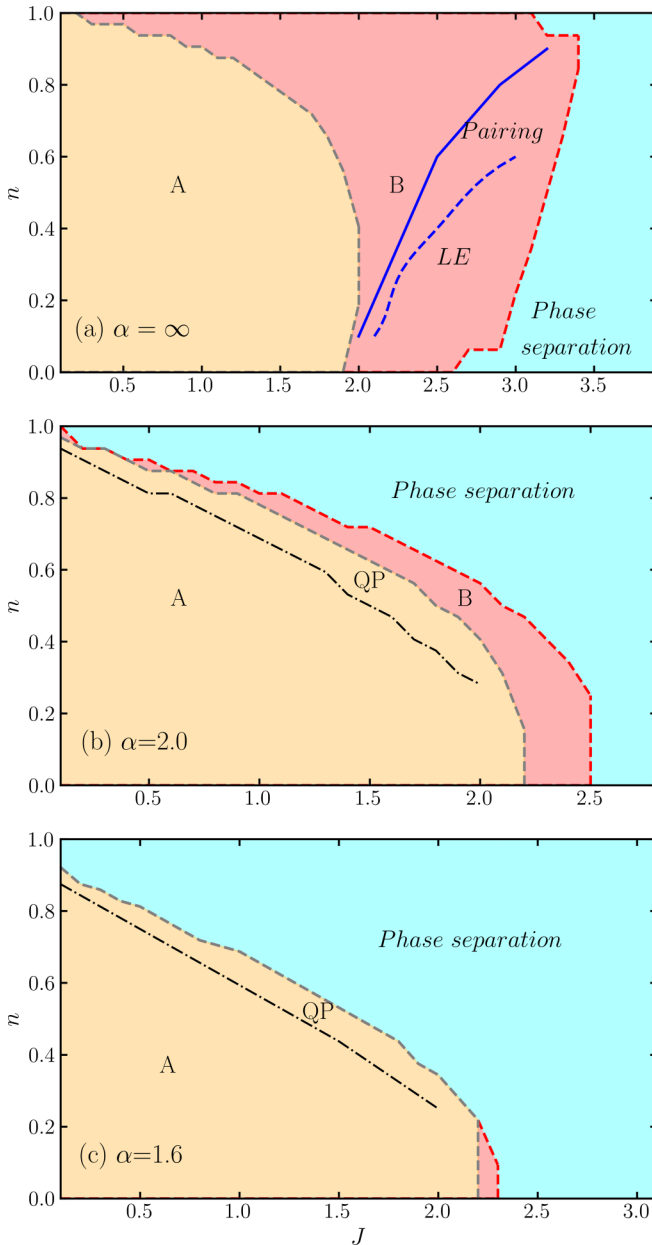 1.0
0.8
A
Pairing
0.6
n
B
0.4
LE
0.2
(a) α = ∞
Phase
separation
0.0
0.5
1.0
1.5
2.0
2.5
3.0
3.5
1.0
0.8
Phase separation
0.6
n
A
QP
B
0.4
0.2
(b) α=2.0
0.0
0.5
1.0
1.5
2.0
2.5
1.0
0.8
Phase separation
0.6
n
QP
0.4
A
0.2
(c) α=1.6
0.0
0.5
1.0
1.5
2.0
2.5
3.0
J